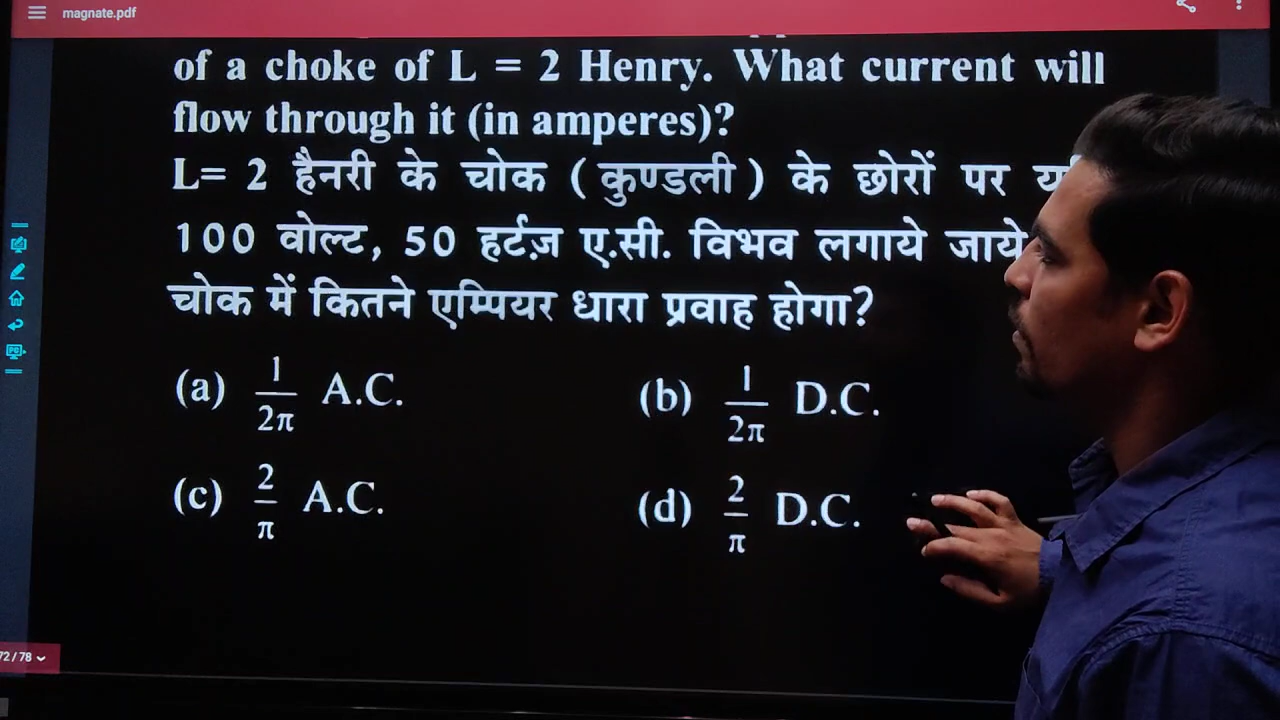 magnate.pdf
of a choke of L = 2 Henry. What current will
flow through it (in amperes)?
L= 2 हैनरी के चोक ( कुण्डली ) के छोरों पर
100 वोल्ट, 50 हर्टज़ ए.सी. विभव लगाये जाये
चोक में कितने एम्पियर धारा प्रवाह होगा?
(a) 1/2π A.C. (b) 1/2π D.C.
(c) 2/π A.C. (d) 2/π D.C.
72 / 78